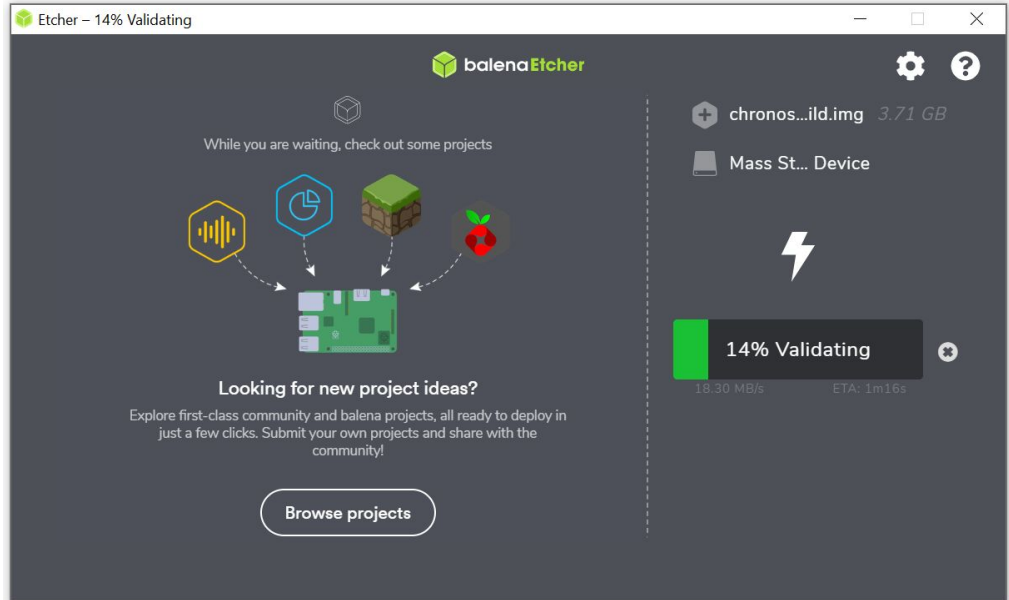 Etcher – 14% Validating
balenaEtcher
While you are waiting, check out some projects
Looking for new project ideas?
Explore first-class community and balena projects, all ready to deploy in
just a few clicks. Submit your own projects and share with the
community!
Browse projects
chronos...ild.img 3.71 GB
Mass St... Device
14% Validating
18.30 MB/s ETA: 1m16s